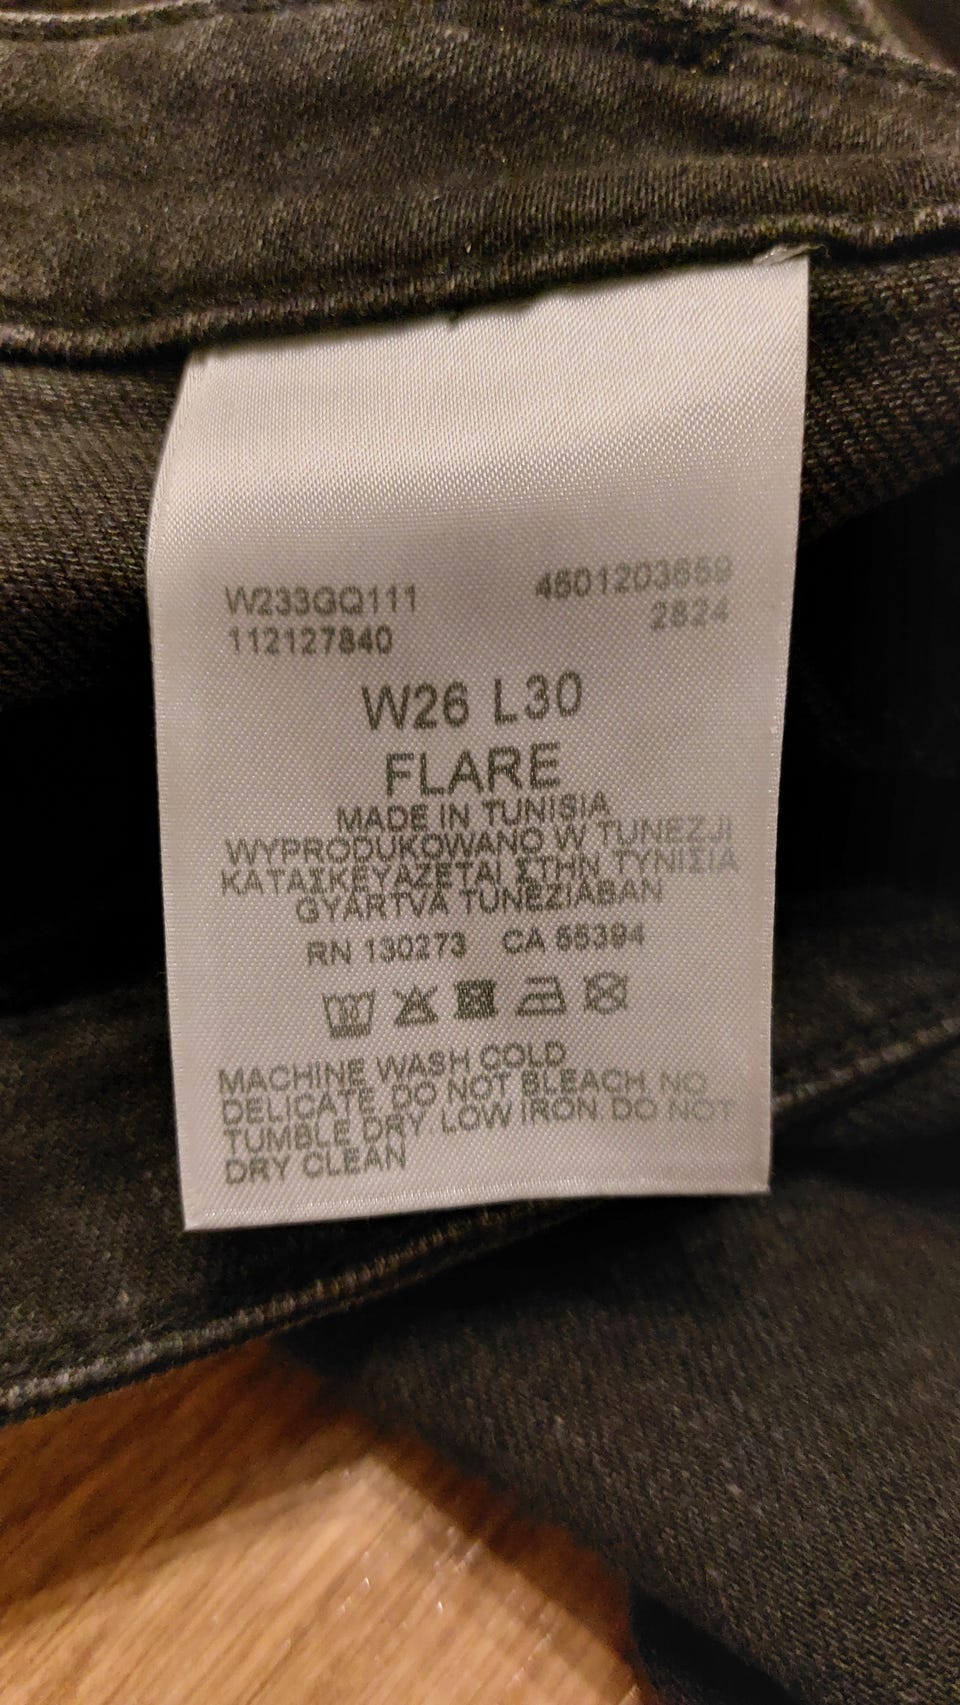 W233GQ111 4501203659
112127840 2824
W26 L30
FLARE
MADE IN TUNISIA
WYPRODUKOWANO W TUNEZJI
ΚΑΤΑΣΚΕΥΑΖΕΤΑΙ ΣΤΗΝ ΤΥΝΙΣΙΑ
GYÁRTVA TUNÉZIÁBAN
RN 130273 CA 55394
MACHINE WASH COLD
DELICATE DO NOT BLEACH NO
TUMBLE DRY LOW IRON DO NOT
DRY CLEAN